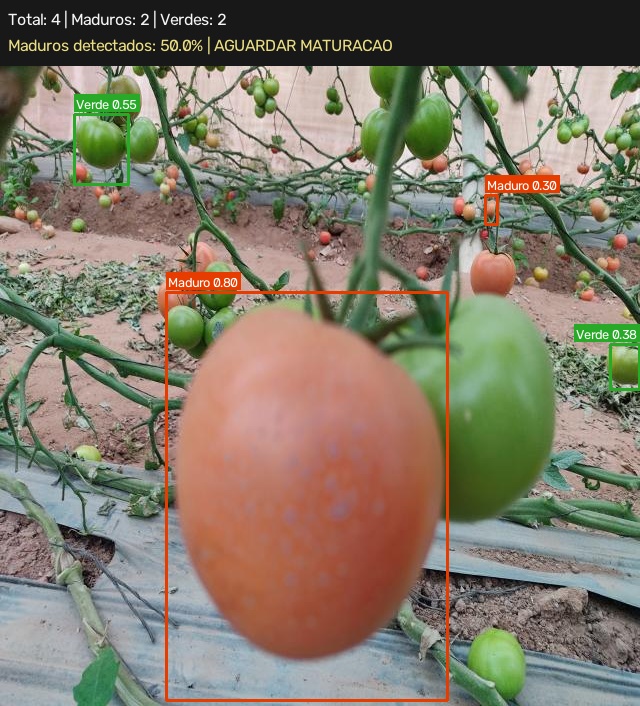 Total: 4 | Maduros: 2 | Verdes: 2
Maduros detectados: 50.0% | AGUARDAR MATURACAO
Verde 0.55
Maduro 0.30
Maduro 0.80
Verde 0.38